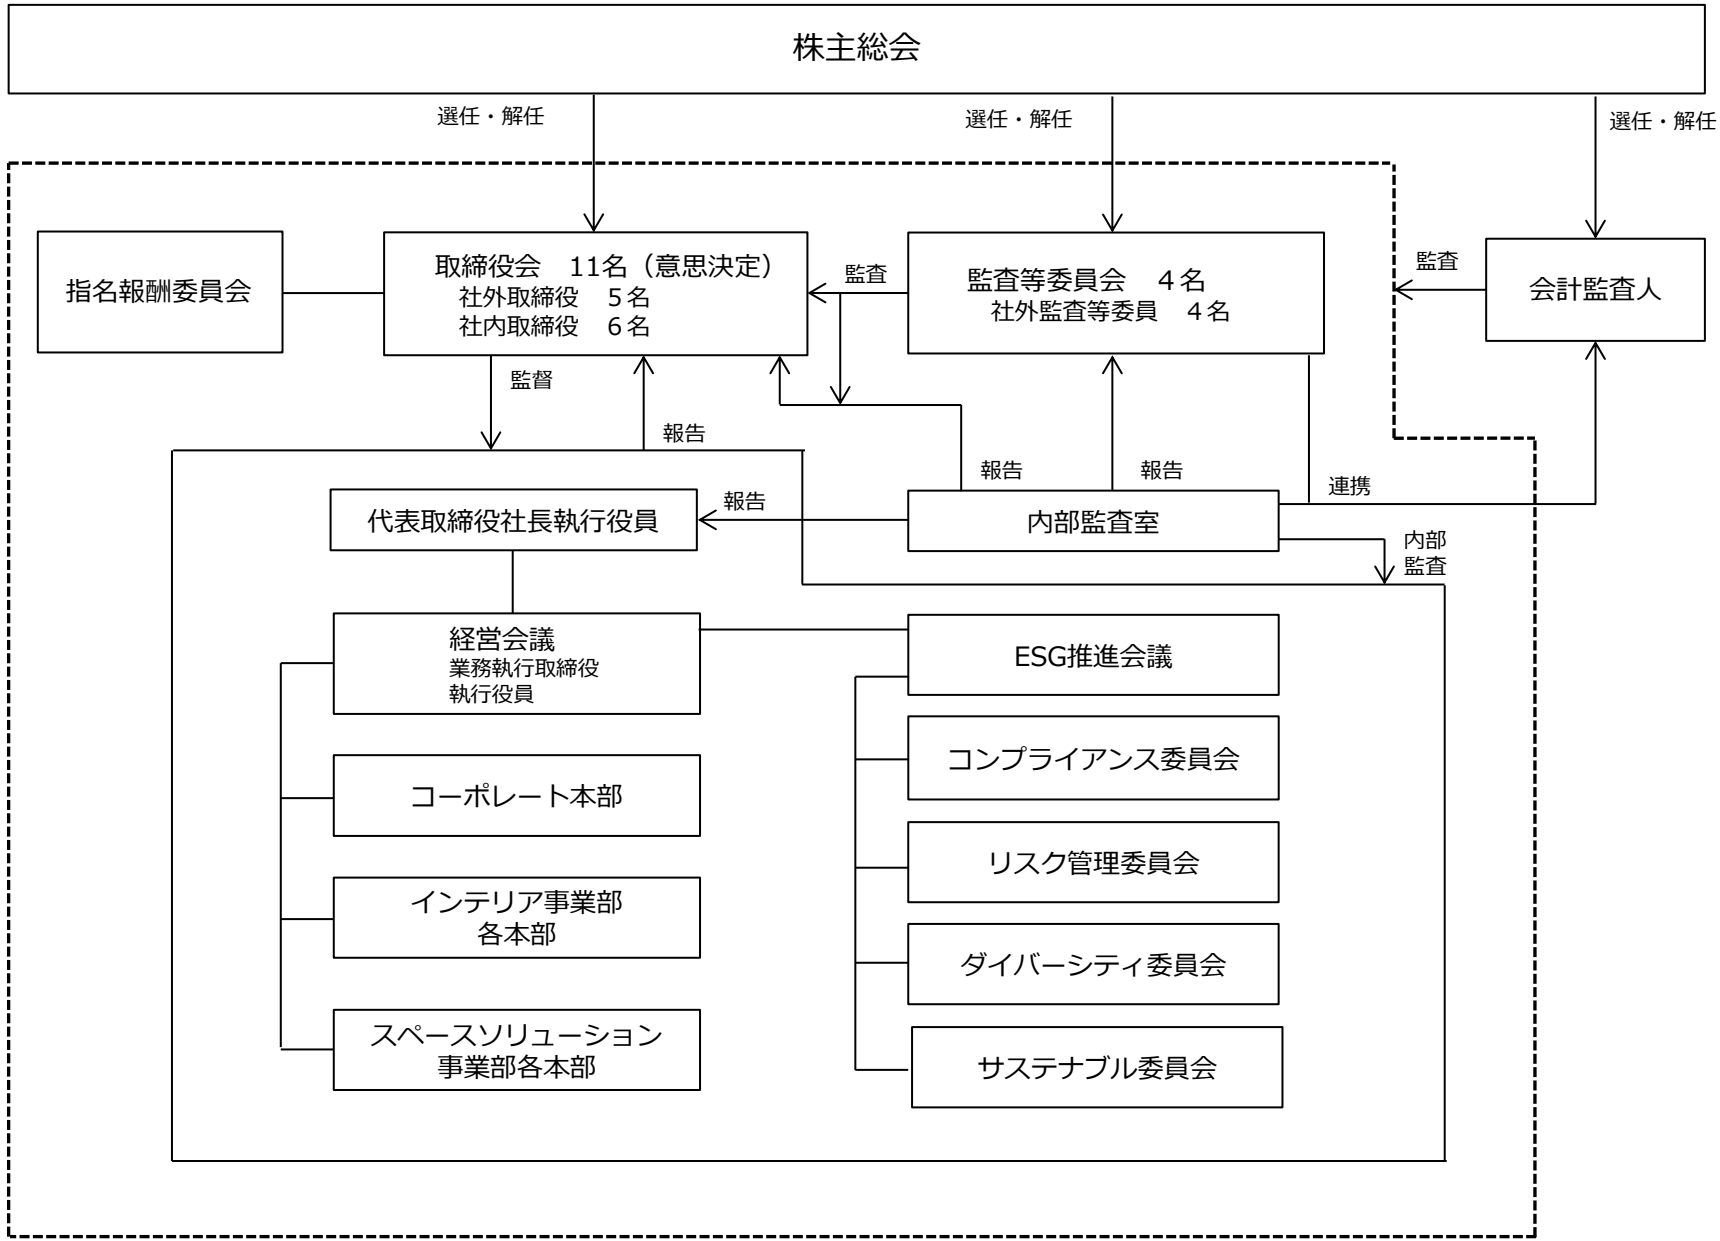 株主総会
選任・解任
選任・解任
選任・解任
指名報酬委員会
取締役会　11名（意思決定）
社外取締役　５名
社内取締役　６名
監査
監査等委員会　４名
社外監査等委員　４名
監査
会計監査人
監督
報告
報告
報告
連携
代表取締役社長執行役員
報告
内部監査室
内部
監査
経営会議
業務執行取締役
執行役員
ESG推進会議
コーポレート本部
コンプライアンス委員会
インテリア事業部
各本部
リスク管理委員会
ダイバーシティ委員会
スペースソリューション
事業部各本部
サステナブル委員会